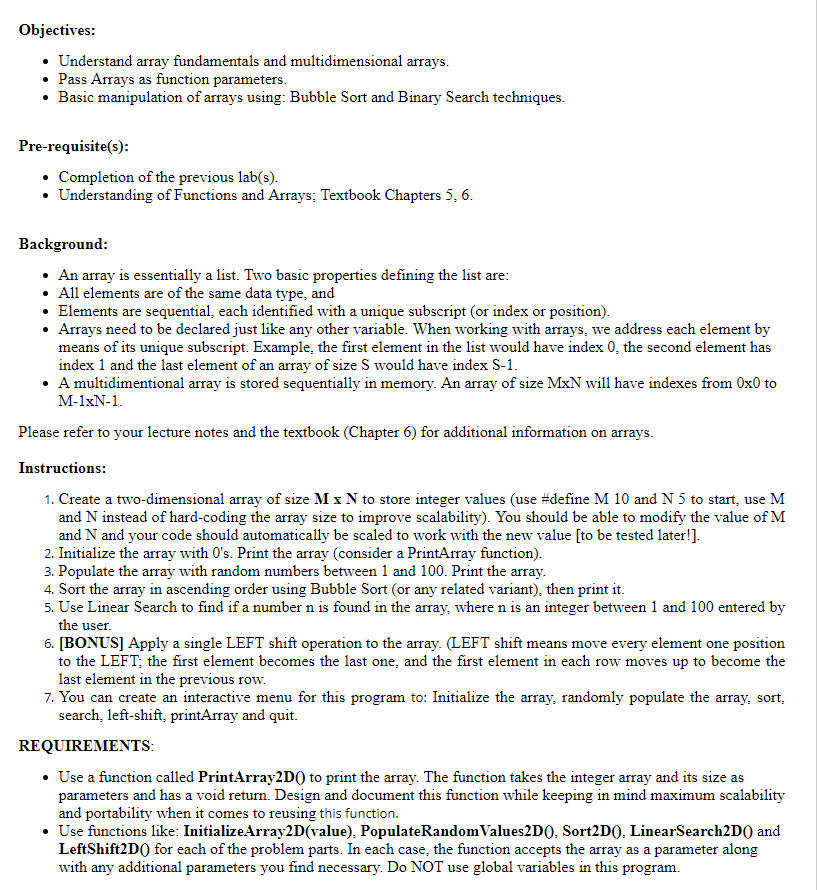 Objectives:
• Understand array fundamentals and multidimensional arrays.
• Pass Arrays as function parameters.
• Basic manipulation of arrays using: Bubble Sort and Binary Search techniques.
Pre-requisite(s):
• Completion of the previous lab(s).
• Understanding of Functions and Arrays; Textbook Chapters 5, 6.
Background:
• An array is essentially a list. Two basic properties defining the list are:
• All elements are of the same data type, and
• Elements are sequential, each identified with a unique subscript (or index or position).
• Arrays need to be declared just like any other variable. When working with arrays, we address each element by
means of its unique subscript. Example, the first element in the list would have index 0, the second element has
index 1 and the last element of an array of size S would have index S-1.
• A multidimentional array is stored sequentially in memory. An array of size MxN will have indexes from 0x0 to
M-1xN-1.
Please refer to your lecture notes and the textbook (Chapter 6) for additional information on arrays.
Instructions:
1. Create a two-dimensional array of size M x N to store integer values (use #define M 10 and N 5 to start, use M
and N instead of hard-coding the array size to improve scalability). You should be able to modify the value of M
and N and your code should automatically be scaled to work with the new value [to be tested later!].
2. Initialize the array with 0's. Print the array (consider a PrintArray function).
3. Populate the array with random numbers between 1 and 100. Print the array.
4. Sort the array in ascending order using Bubble Sort (or any related variant), then print it.
5. Use Linear Search to find if a number n is found in the array, where n is an integer between 1 and 100 entered by
the user.
6. [BONUS] Apply a single LEFT shift operation to the array. (LEFT shift means move every element one position
to the LEFT; the first element becomes the last one, and the first element in each row moves up to become the
last element in the previous row.
7. You can create an interactive menu for this program to: Initialize the array, randomly populate the array, sort,
search, left-shift, printArray and quit.
REQUIREMENTS:
• Use a function called PrintArray2D() to print the array. The function takes the integer array and its size as
parameters and has a void return. Design and document this function while keeping in mind maximum scalability
and portability when it comes to reusing this function.
• Use functions like: InitializeArray2D(value), PopulateRandomValues2D(), Sort2D(), LinearSearch2D() and
LeftShift2D() for each of the problem parts. In each case, the function accepts the array as a parameter along
with any additional parameters you find necessary. Do NOT use global variables in this program.